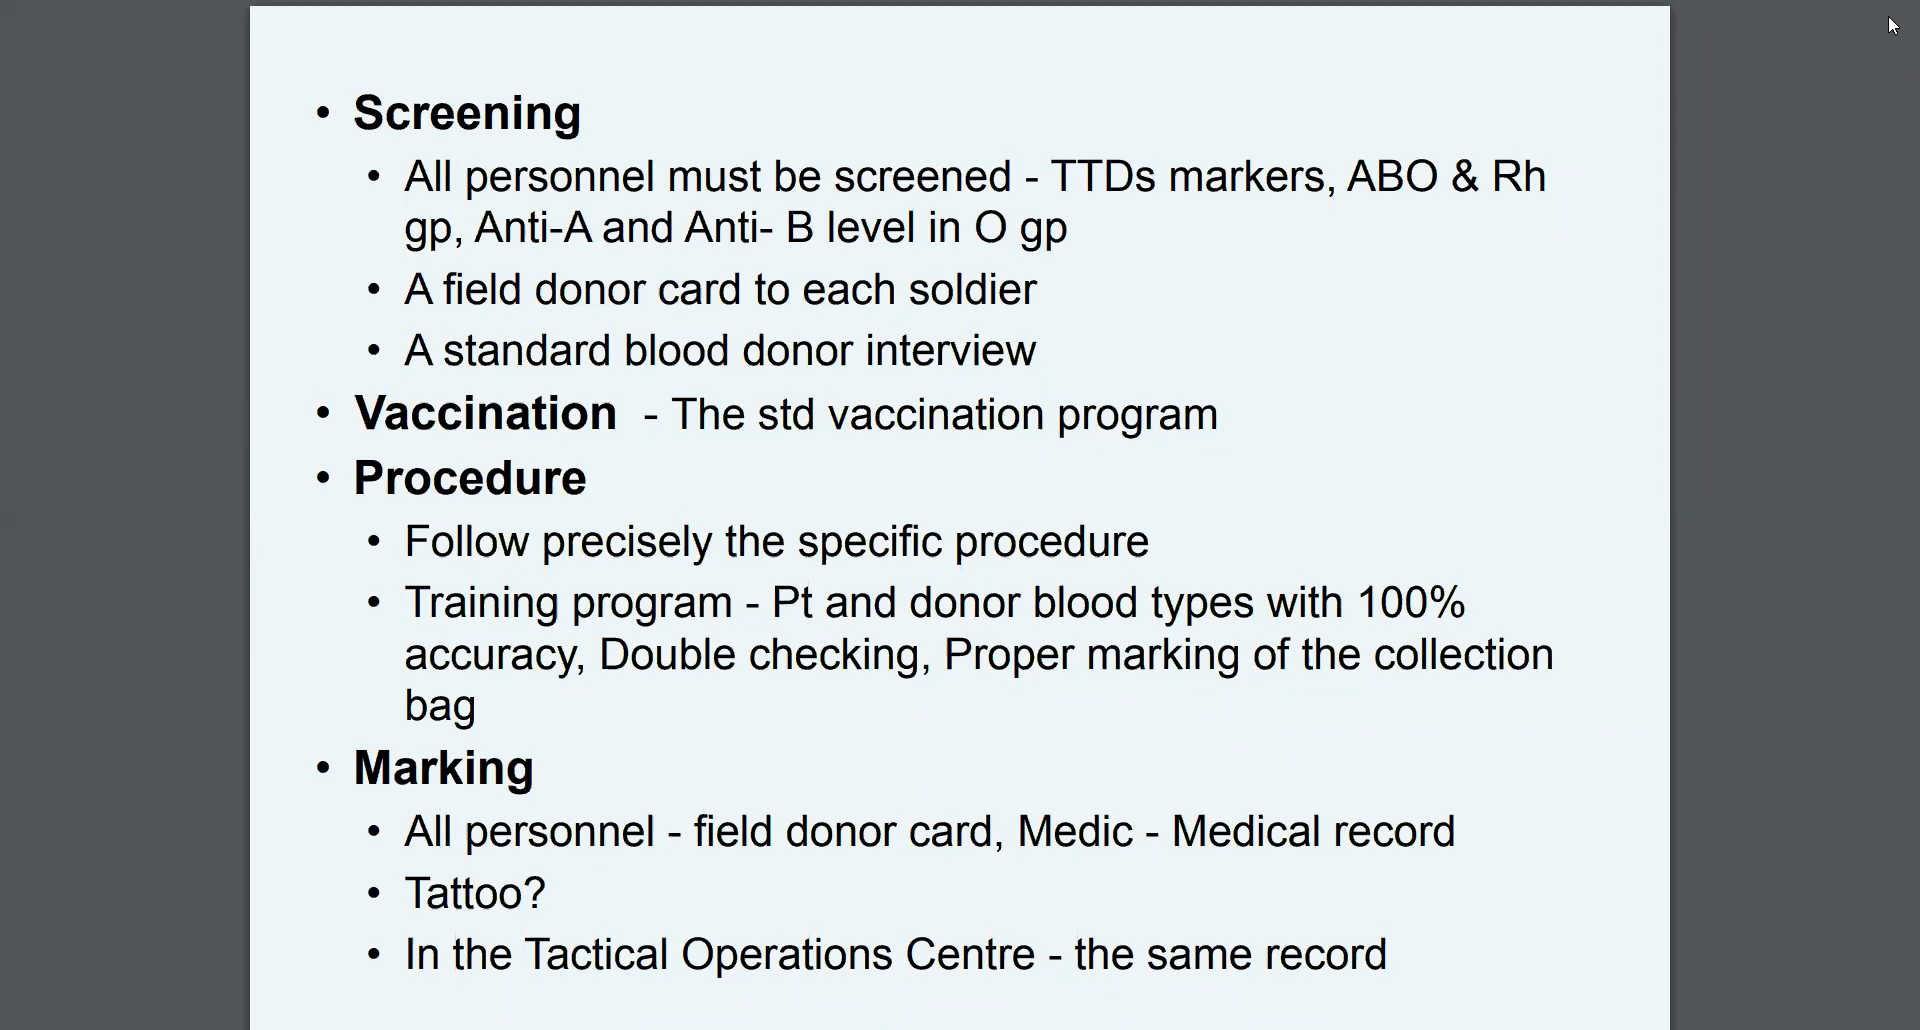 • Screening
• All personnel must be screened - TTDs markers, ABO & Rh
gp, Anti-A and Anti- B level in O gp
• A field donor card to each soldier
• A standard blood donor interview
• Vaccination - The std vaccination program
• Procedure
• Follow precisely the specific procedure
• Training program - Pt and donor blood types with 100%
accuracy, Double checking, Proper marking of the collection
bag
• Marking
• All personnel - field donor card, Medic - Medical record
• Tattoo?
• In the Tactical Operations Centre - the same record